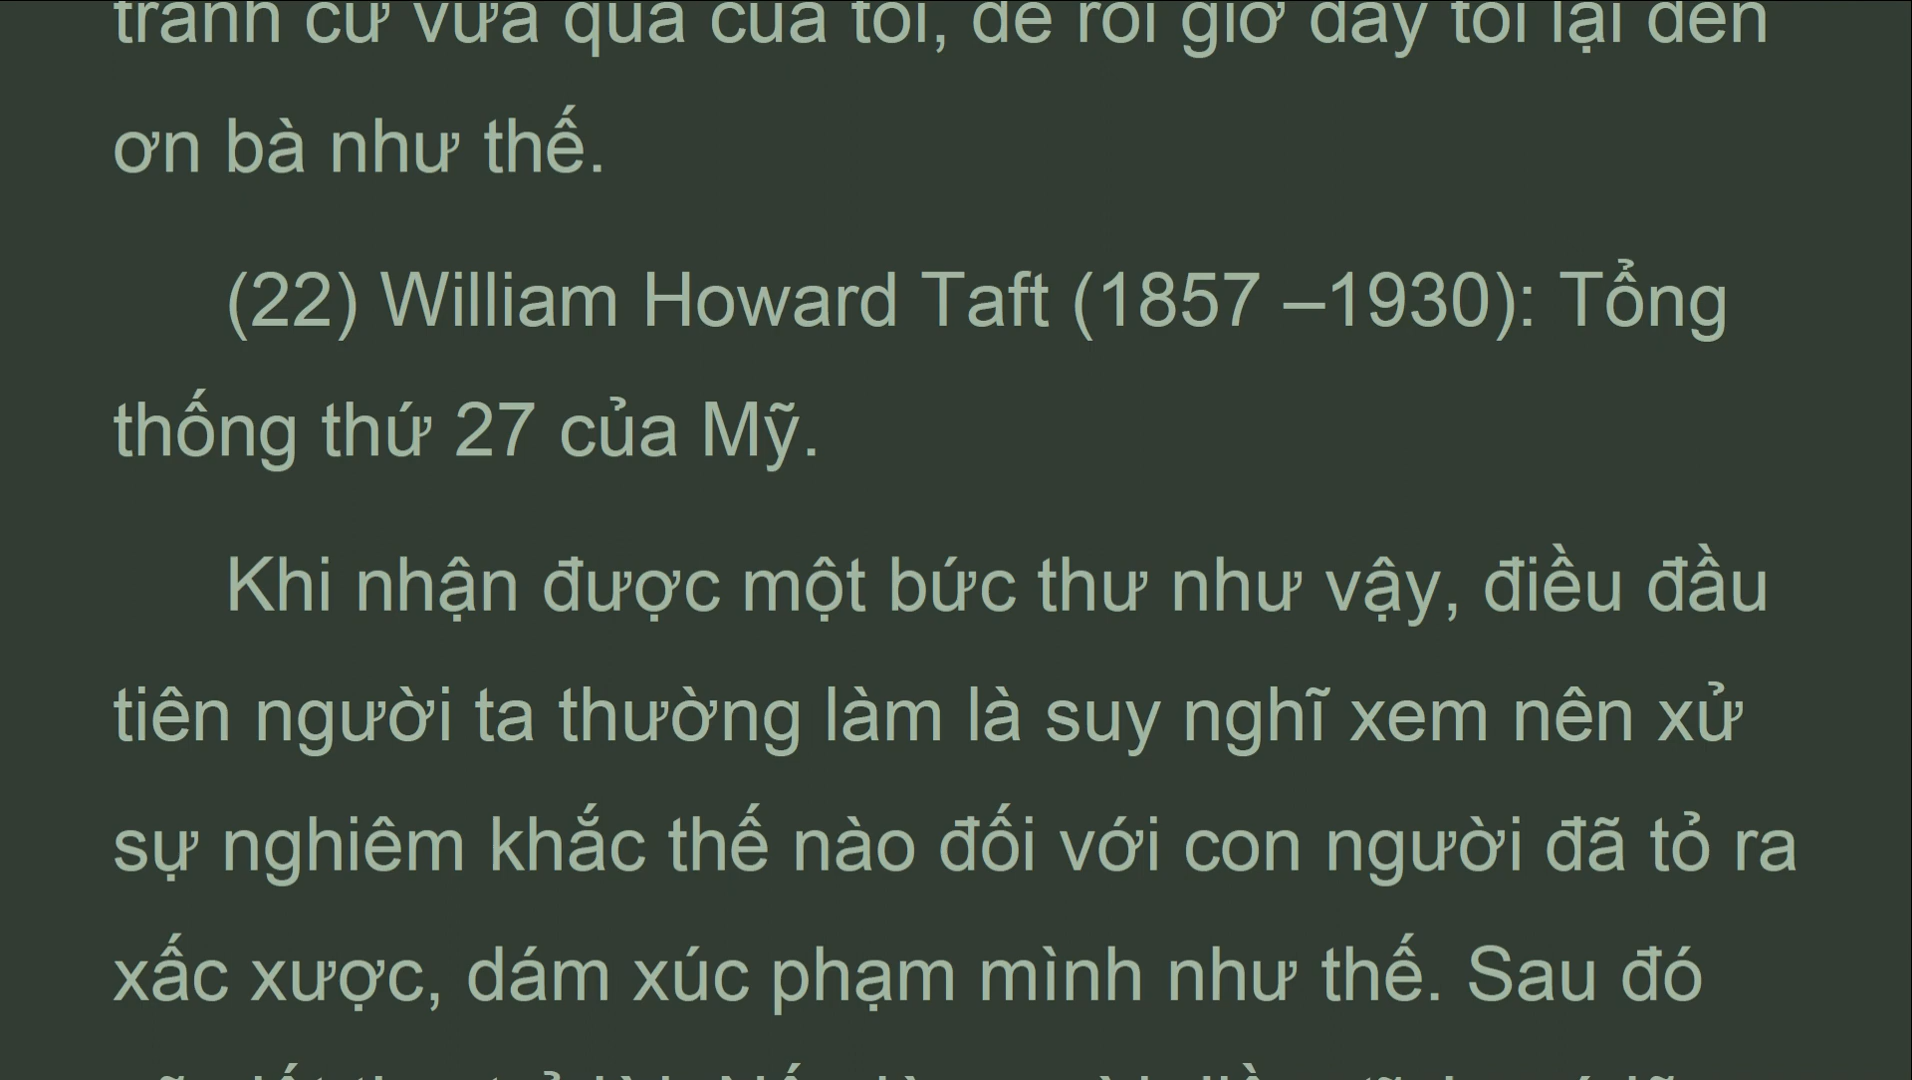 tranh cử vừa qua của tôi, để rồi giờ đây tôi lại đền
ơn bà như thế.
(22) William Howard Taft (1857 –1930): Tổng
thống thứ 27 của Mỹ.
Khi nhận được một bức thư như vậy, điều đầu
tiên người ta thường làm là suy nghĩ xem nên xử
sự nghiêm khắc thế nào đối với con người đã tỏ ra
xấc xược, dám xúc phạm mình như thế. Sau đó